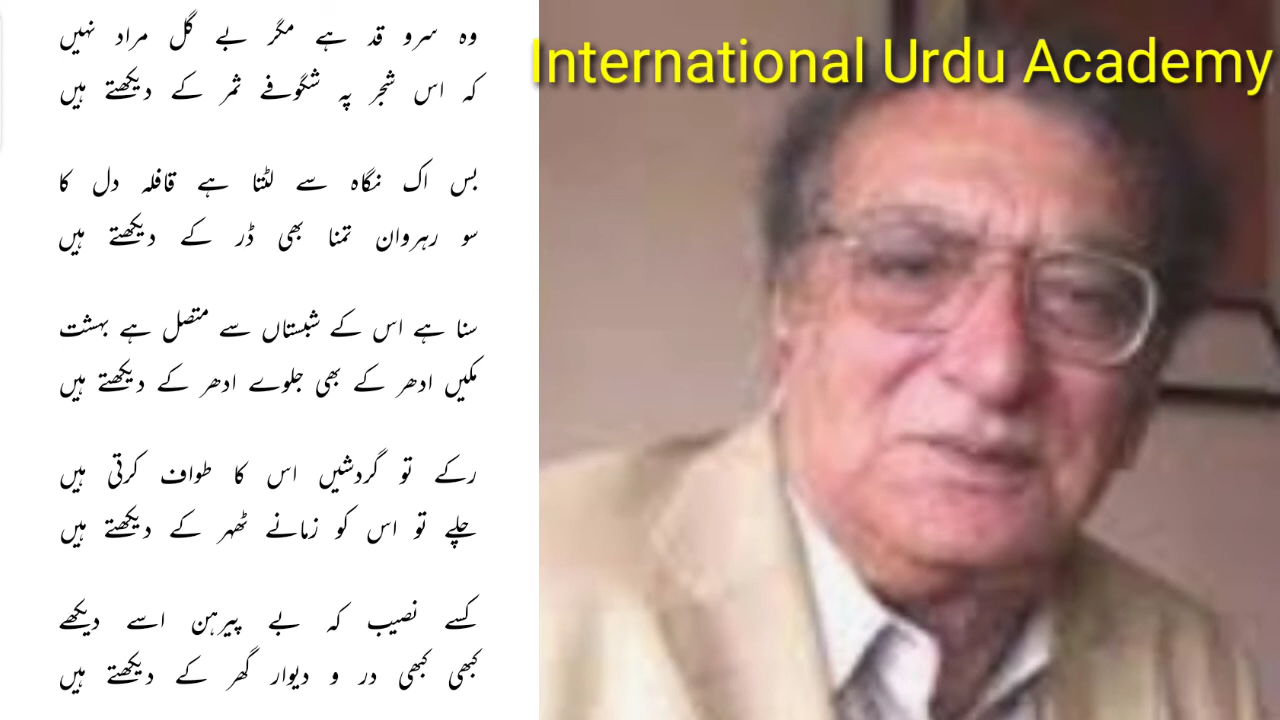 International Urdu Academy
وہ سرو قد ہے مگر بے گل مراد نہیں
کہ اس شجر پہ شگوفے ثمر کے دیکھتے ہیں
بس اک نگاہ سے لٹتا ہے قافلہ دل کا
سو رہروان تمنا بھی ڈر کے دیکھتے ہیں
سنا ہے اس کے شبستاں سے متصل ہے بہشت
مکیں ادھر کے بھی جلوے ادھر کے دیکھتے ہیں
رکے تو گردشیں اس کا طواف کرتی ہیں
چلے تو اس کو زمانے ٹھہر کے دیکھتے ہیں
کسے نصیب کہ بے پیرہن اسے دیکھے
کبھی کبھی در و دیوار گھر کے دیکھتے ہیں